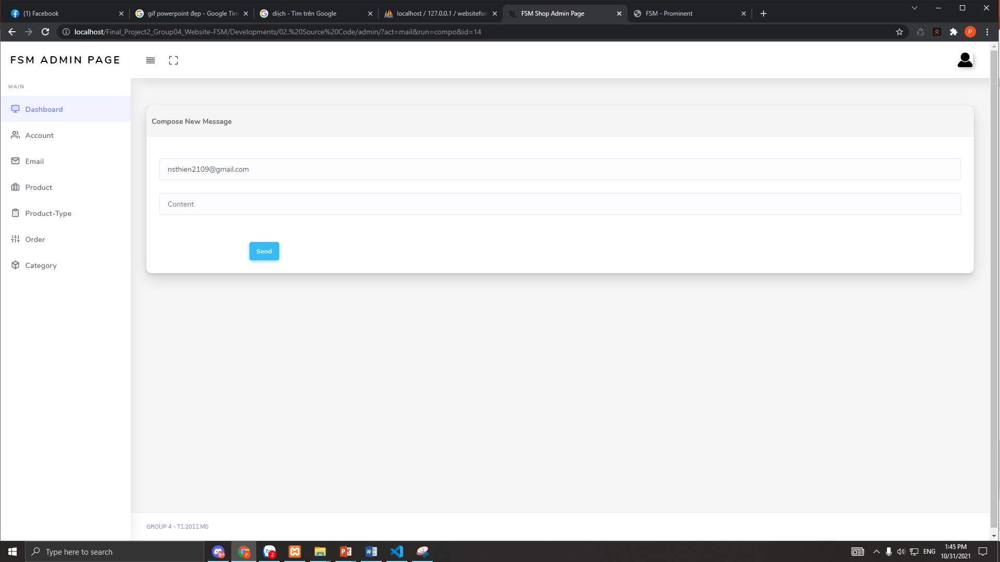 (1) Facebook
gif powerpoint đẹp - Google Tìm
diịch - Tìm trên Google
localhost / 127.0.0.1 / websitefsm
FSM Shop Admin Page
FSM - Prominent
localhost/Final_Project2_Group04_Website-FSM/Developments/02.%20Source%20Code/admin/?act=mail&run=compo&id=14
P
FSM ADMIN PAGE
MAIN
Dashboard
Account
Email
Product
Product-Type
Order
Category
Compose New Message
nsthien2109@gmail.com
Content
Send
GROUP 4 - T1.2011.M0
Type here to search
9+
P
2
ENG
1:45 PM
10/31/2021